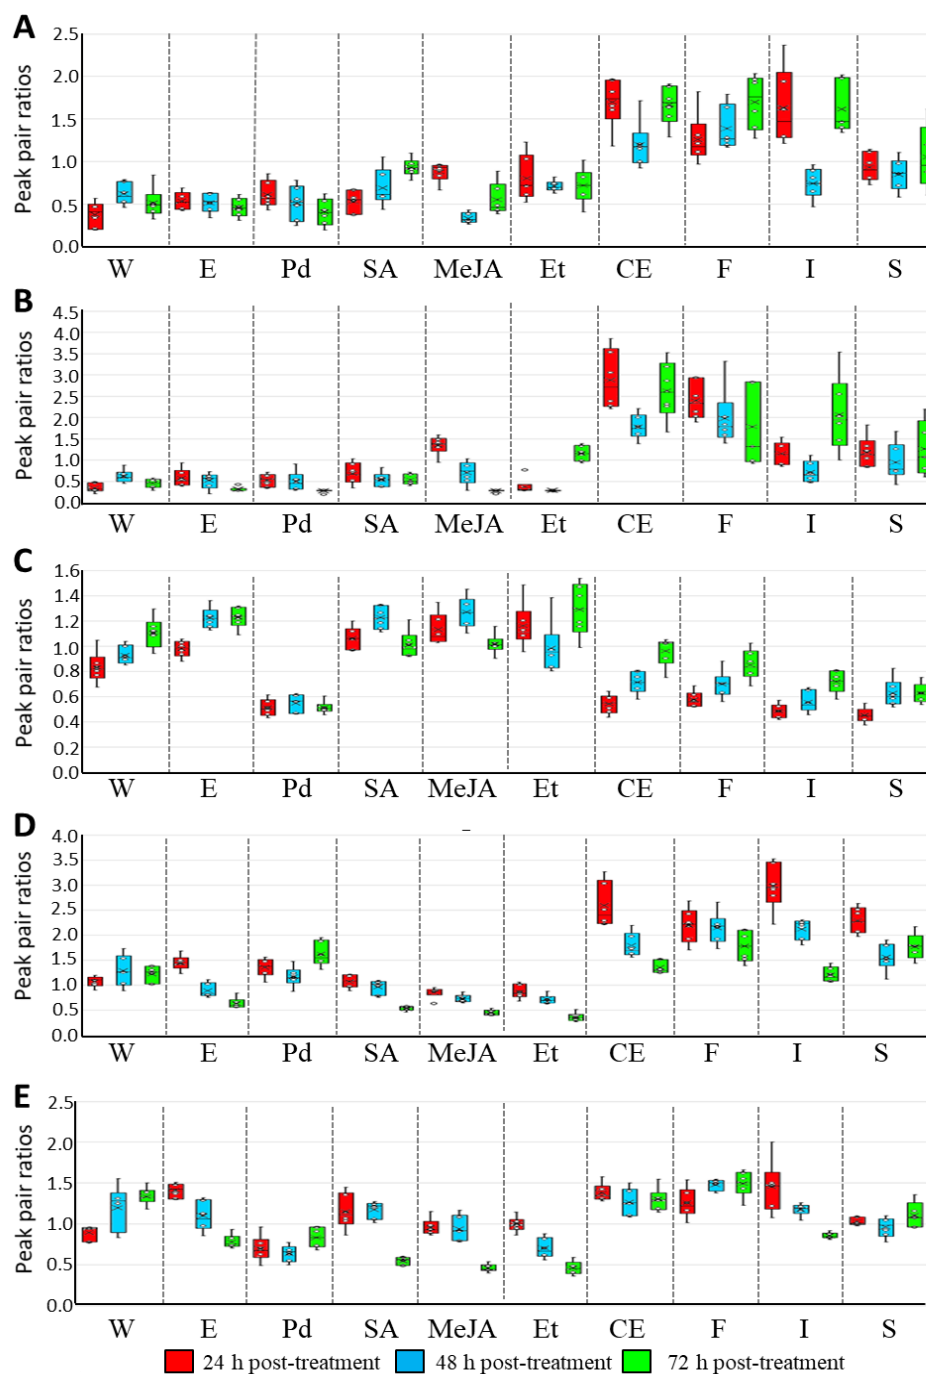 A
Peak pair ratios
2.5
2.0
1.5
1.0
0.5
0.0
W E Pd SA MeJA Et CE F I S
B
Peak pair ratios
4.5
4.0
3.5
3.0
2.5
2.0
1.5
1.0
0.5
0.0
W E Pd SA MeJA Et CE F I S
C
Peak pair ratios
1.6
1.4
1.2
1.0
0.8
0.6
0.4
0.2
0.0
W E Pd SA MeJA Et CE F I S
D
Peak pair ratios
4.0
3.5
3.0
2.5
2.0
1.5
1.0
0.5
0.0
W E Pd SA MeJA Et CE F I S
E
Peak pair ratios
2.5
2.0
1.5
1.0
0.5
0.0
W E Pd SA MeJA Et CE F I S
24 h post-treatment 48 h post-treatment 72 h post-treatment